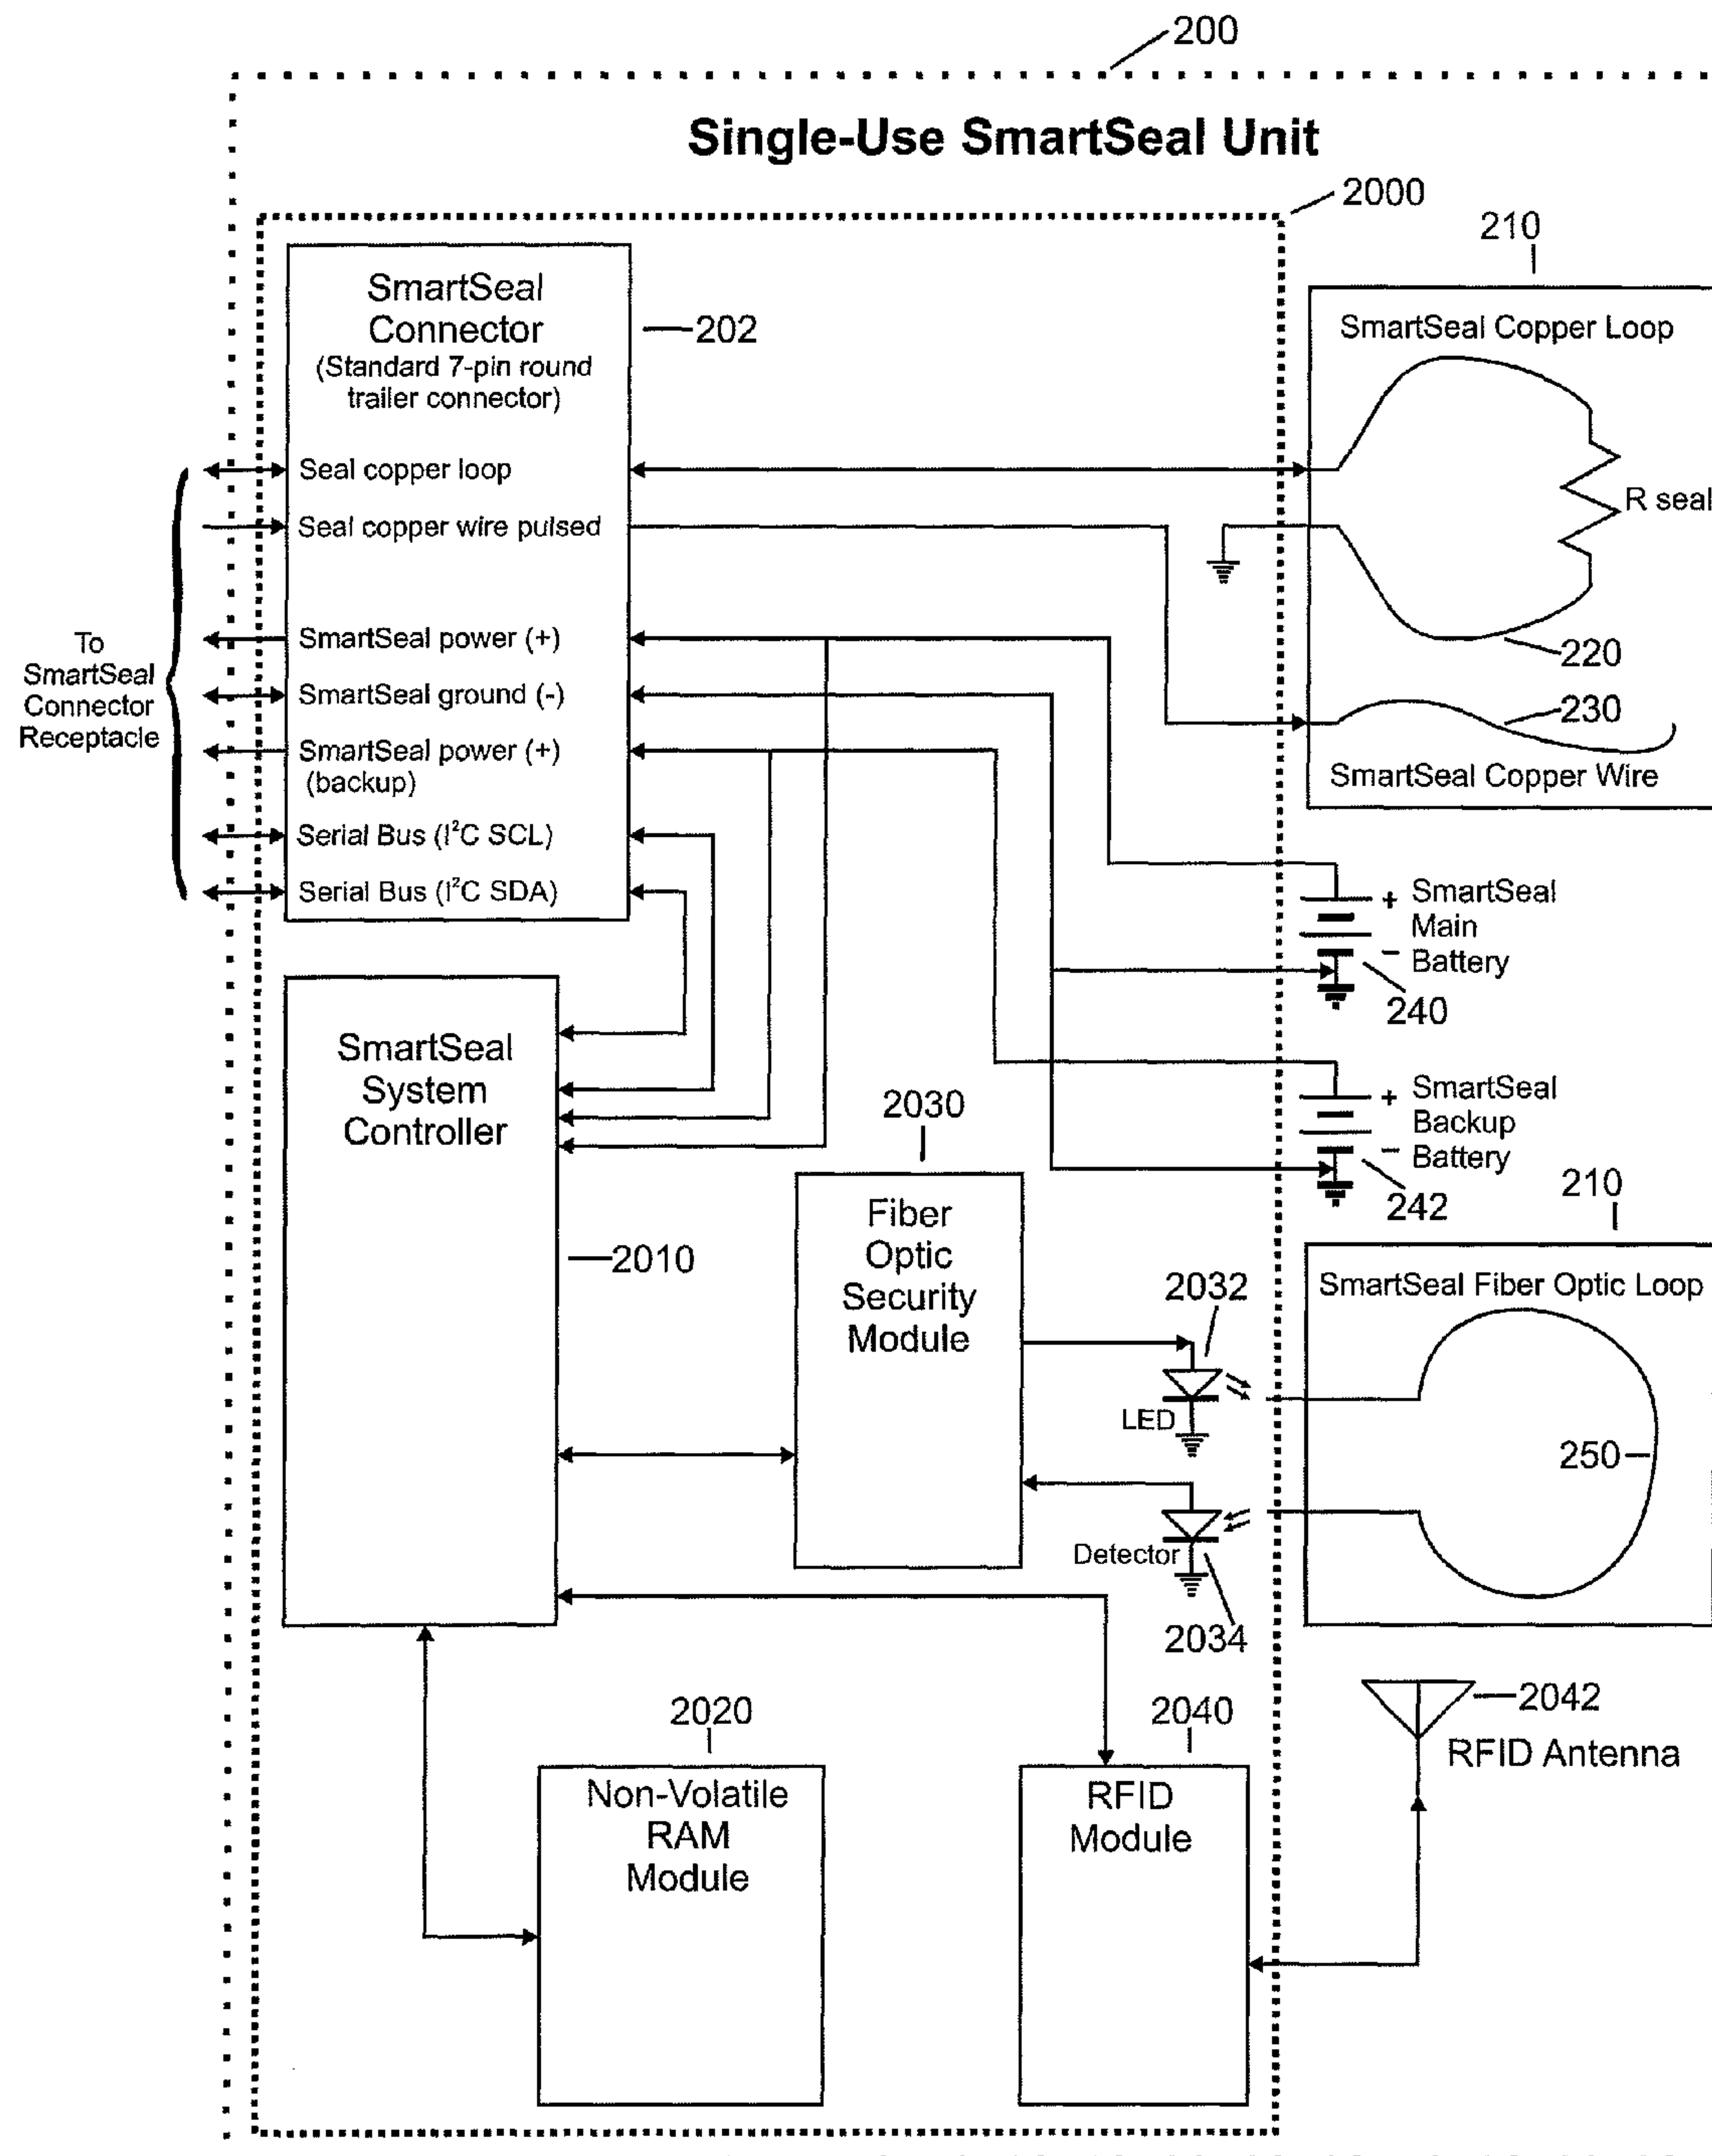 200
Single-Use SmartSeal Unit
2000
210
SmartSeal
Connector
(Standard 7-pin round
trailer connector)
202
SmartSeal Copper Loop
Seal copper loop
R seal
Seal copper wire pulsed
To
SmartSeal
Connector
Receptacle
SmartSeal power (+)
SmartSeal ground (-)
SmartSeal power (+)
(backup)
Serial Bus (I²C SCL)
Serial Bus (I²C SDA)
220
230
SmartSeal Copper Wire
+ SmartSeal
Main
− Battery
240
SmartSeal
System
Controller
2010
+ SmartSeal
Backup
− Battery
242
2030
Fiber
Optic
Security
Module
210
SmartSeal Fiber Optic Loop
2032
LED
250
Detector
2034
2042
RFID Antenna
2020
Non-Volatile
RAM
Module
2040
RFID
Module